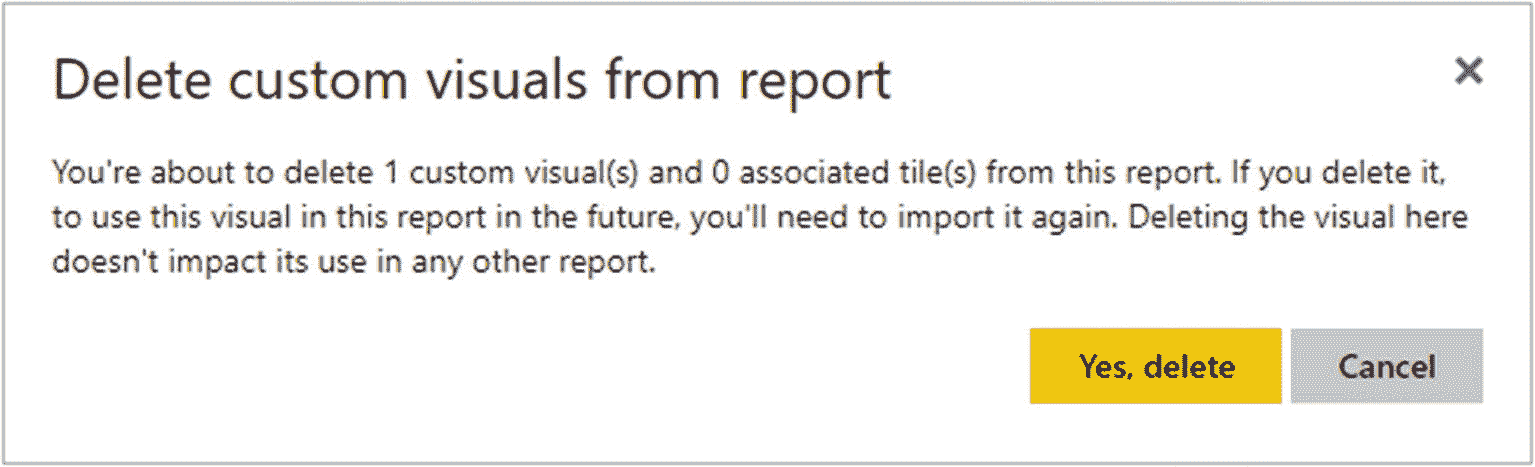 Delete custom visuals from report
You're about to delete 1 custom visual(s) and 0 associated tile(s) from this report. If you delete it,
to use this visual in this report in the future, you'll need to import it again. Deleting the visual here
doesn't impact its use in any other report.
Yes, delete
Cancel